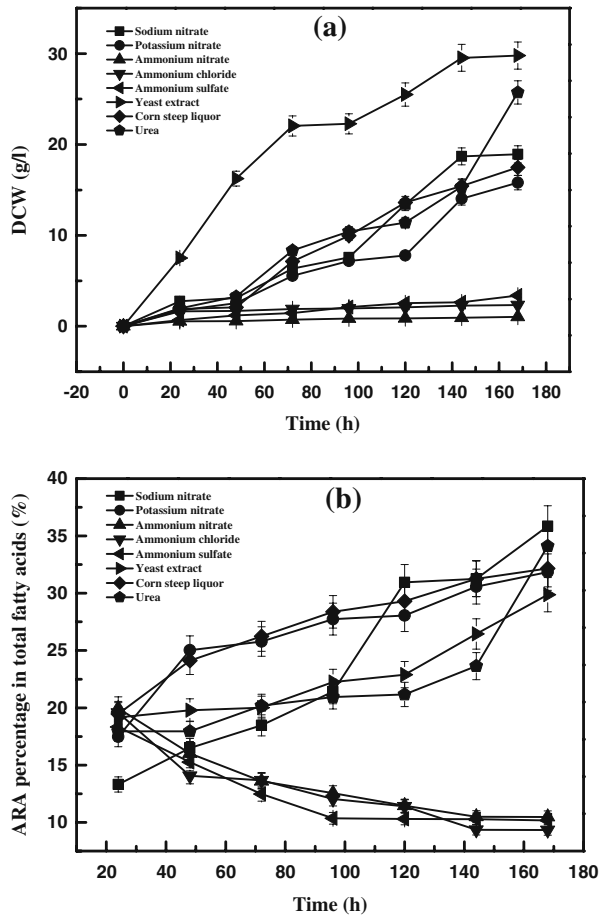 (a)
Sodium nitrate
Potassium nitrate
Ammonium nitrate
Ammonium chloride
Ammonium sulfate
Yeast extract
Corn steep liquor
Urea
DCW (g/l)
30
20
10
0
-20 0 20 40 60 80 100 120 140 160 180
Time (h)
(b)
Sodium nitrate
Potassium nitrate
Ammonium nitrate
Ammonium chloride
Ammonium sulfate
Yeast extract
Corn steep liquor
Urea
ARA percentage in total fatty acids (%)
40
35
30
25
20
15
10
20 40 60 80 100 120 140 160 180
Time (h)